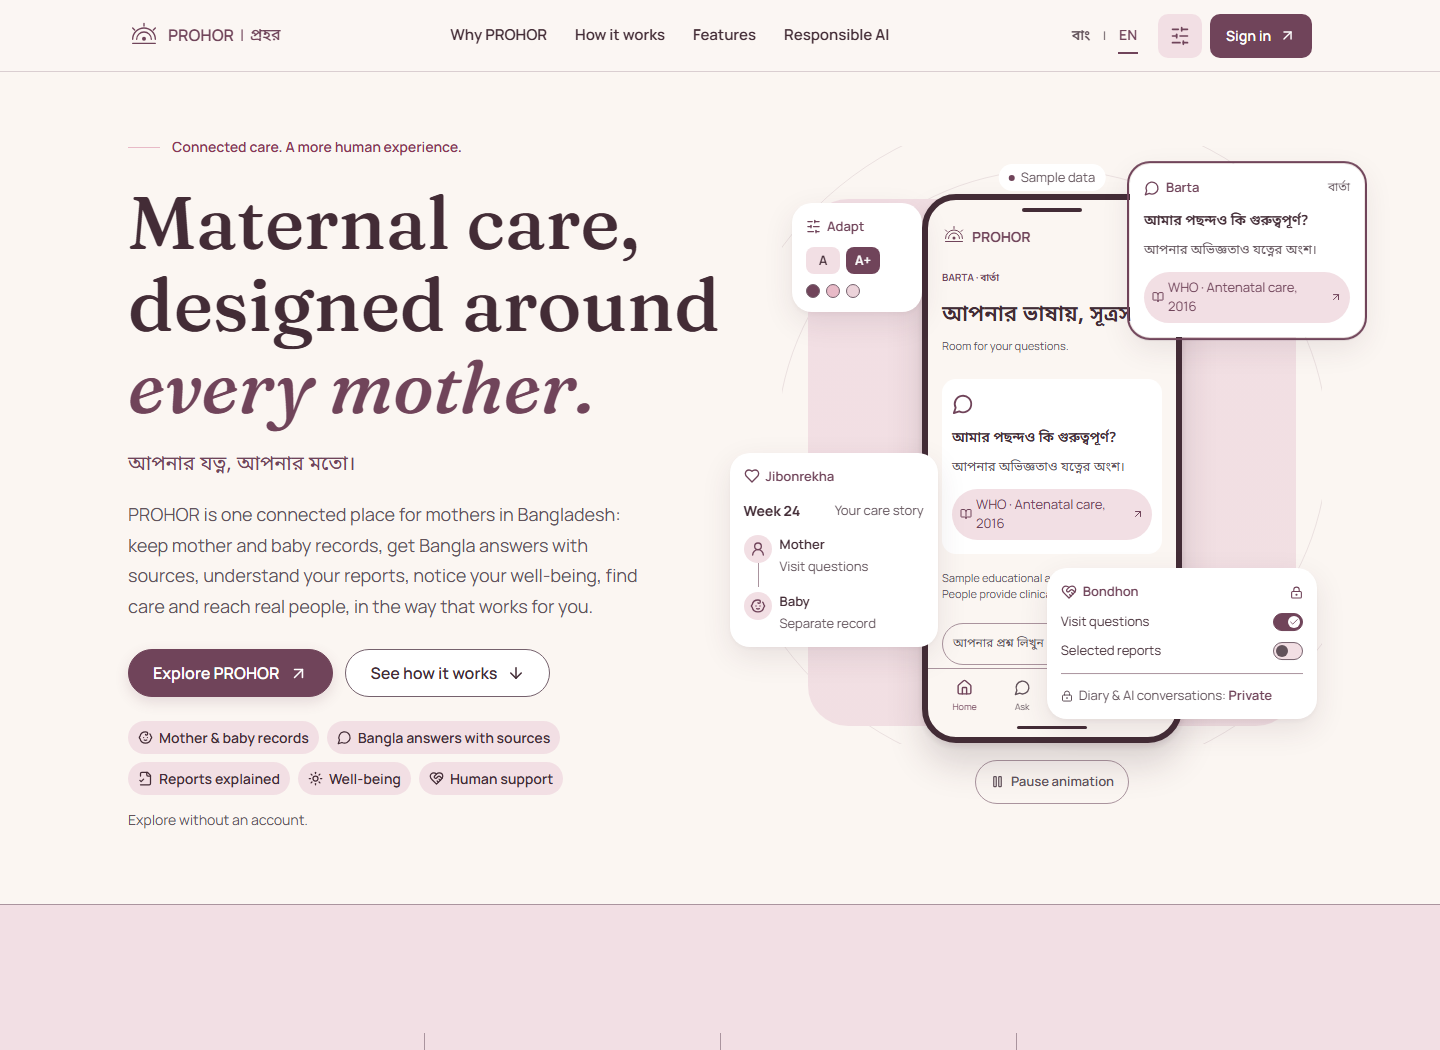 PROHOR | প্রহর
Why PROHOR
How it works
Features
Responsible AI
বাং
EN
Sign in
Connected care. A more human experience.
Maternal care,
designed around
every mother.
আপনার যত্ন, আপনার মতো।
PROHOR is one connected place for mothers in Bangladesh:
keep mother and baby records, get Bangla answers with
sources, understand your reports, notice your well-being, find
care and reach real people, in the way that works for you.
Explore PROHOR
See how it works
Mother & baby records
Bangla answers with sources
Reports explained
Well-being
Human support
Explore without an account.
Sample data
Adapt
A
A+
PROHOR
BARTA · বার্তা
আপনার ভাষায়, সূত্রস
Room for your questions.
আমার পছন্দও কি গুরুত্বপূর্ণ?
আপনার অভিজ্ঞতাও যত্নের অংশ।
WHO · Antenatal care,
2016
Sample educational
People provide clinic
আপনার প্রশ্ন লিখুন
Home
Ask
Barta
বার্তা
আমার পছন্দও কি গুরুত্বপূর্ণ?
আপনার অভিজ্ঞতাও যত্নের অংশ।
WHO · Antenatal care,
2016
Jibonrekha
Week 24
Your care story
Mother
Visit questions
Baby
Separate record
Bondhon
Visit questions
Selected reports
Diary & AI conversations: Private
Pause animation